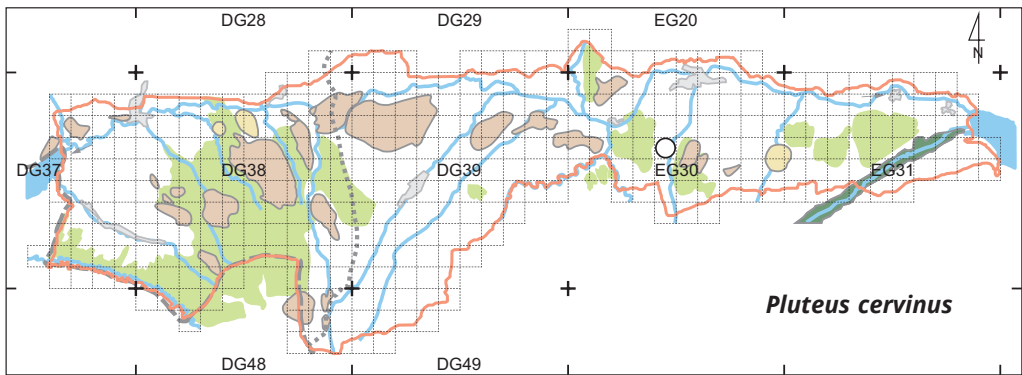 DG28 DG29 EG20
N
DG37 DG38 DG39 EG30 EG31
Pluteus cervinus
DG48 DG49